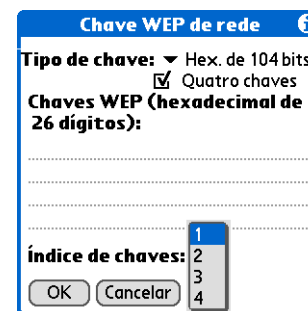 Chave WEP de rede
Tipo de chave: Hex. de 104 bits
Quatro chaves
Chaves WEP (hexadecimal de
26 dígitos):
Índice de chaves:
1
2
3
4
OK Cancelar